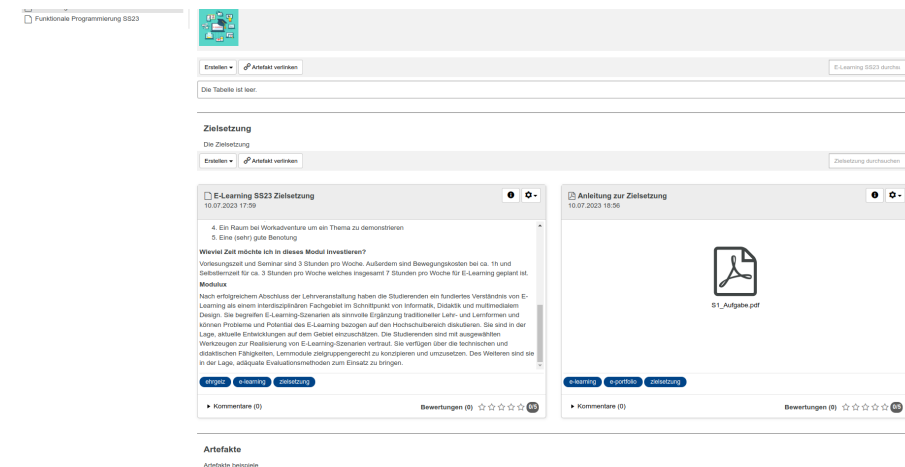 Funktionale Programmierung SS23
Erstellen
Artefakt verlinken
E-Learning SS23 durchsu
Die Tabelle ist leer.
Zielsetzung
Die Zielsetzung
Erstellen
Artefakt verlinken
Zielsetzung durchsuchen
E-Learning SS23 Zielsetzung
10.07.2023 17:59
4. Ein Raum bei Workadventure um ein Thema zu demonstrieren
5. Eine (sehr) gute Benotung
Wieviel Zeit möchte ich in dieses Modul Investieren?
Vorlesungszeit und Seminar sind 3 Stunden pro Woche. Außerdem sind Bewegungskosten bei ca. 1h und
Selbstlernzeit für ca. 3 Stunden pro Woche welches insgesamt 7 Stunden pro Woche für E-Learning geplant ist.
Modulux
Nach erfolgreichem Abschluss der Lehrveranstaltung haben die Studierenden ein fundiertes Verständnis von E-
Learning als einem interdisziplinären Fachgebiet im Schnittpunkt von Informatik, Didaktik und multimedialem
Design. Sie begreifen E-Learning-Szenarien als sinnvolle Ergänzung traditioneller Lehr- und Lernformen und
können Probleme und Potential des E-Learning bezogen auf den Hochschulbereich diskutieren. Sie sind in der
Lage, aktuelle Entwicklungen auf dem Gebiet einzuschätzen. Die Studierenden sind mit ausgewählten
Werkzeugen zur Realisierung von E-Learning-Szenarien vertraut. Sie verfügen über die technischen und
didaktischen Fähigkeiten, Lernmodule zielgruppengerecht zu konzipieren und umzusetzen. Des Weiteren sind sie
in der Lage, adäquate Evaluationsmethoden zum Einsatz zu bringen.
ehrgeiz
e-learning
zielsetzung
Kommentare (0)
Bewertungen (0)
0/5
Anleitung zur Zielsetzung
10.07.2023 18:56
S1_Aufgabe.pdf
e-learning
e-portfolio
zielsetzung
Kommentare (0)
Bewertungen (0)
0/5
Artefakte
Artefakte beispiele